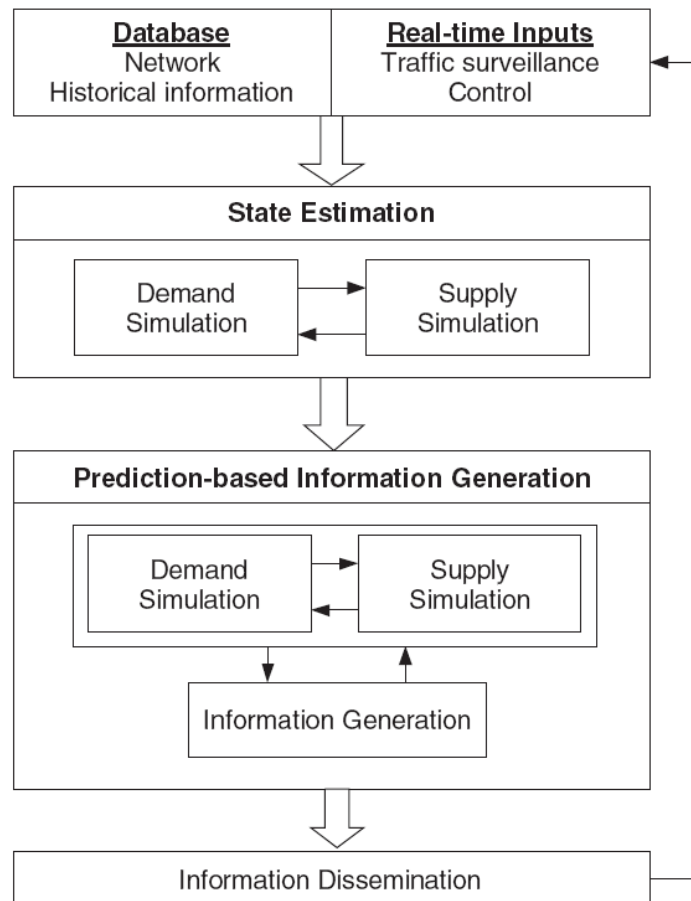 Database
Network
Historical information
Real-time Inputs
Traffic surveillance
Control
State Estimation
Demand
Simulation
Supply
Simulation
Prediction-based Information Generation
Demand
Simulation
Supply
Simulation
Information Generation
Information Dissemination